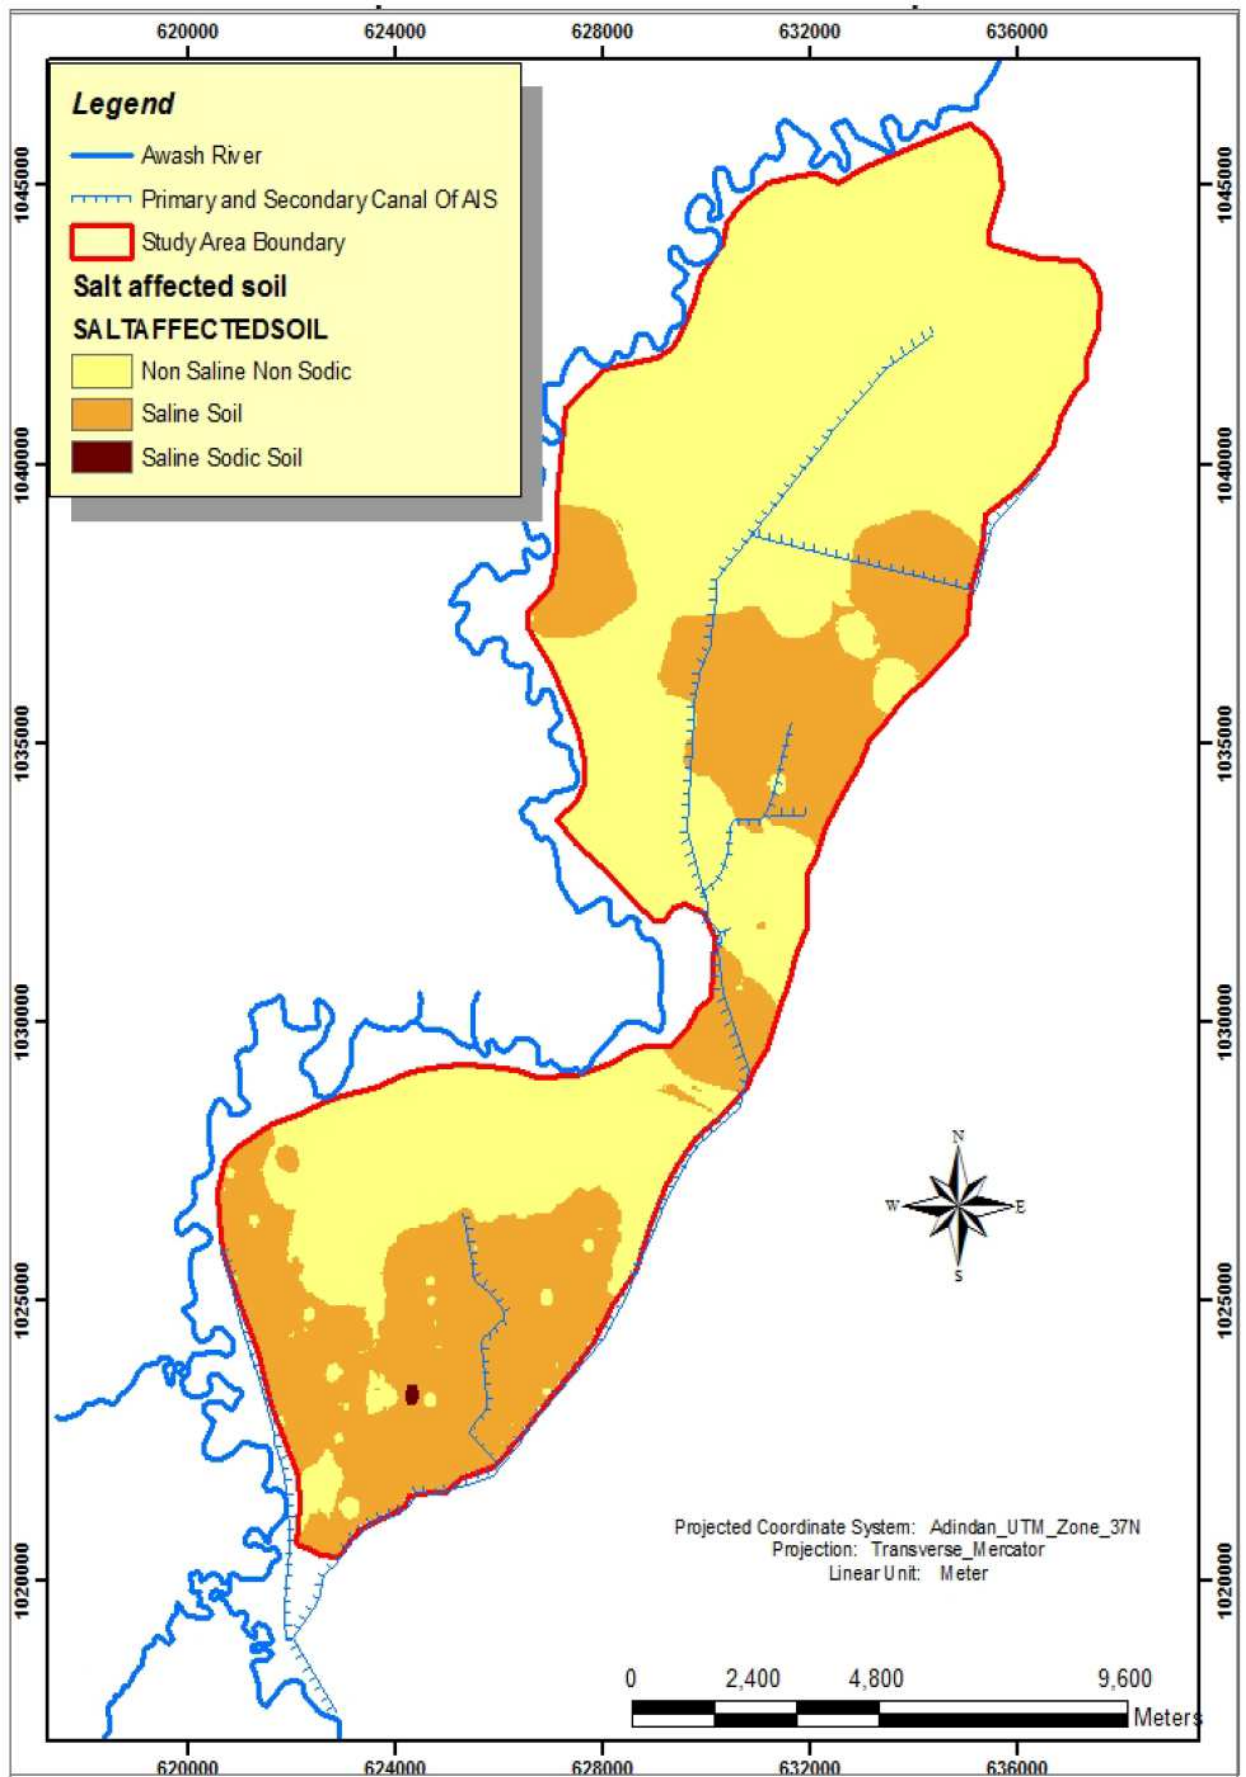 620000 624000 628000 632000 636000
Legend
Awash River
Primary and Secondary Canal Of AIS
Study Area Boundary
Salt affected soil
SALTAFFECTEDSOIL
Non Saline Non Sodic
Saline Soil
Saline Sodic Soil
1045000 1045000
1040000 1040000
1035000 1035000
1030000 1030000
1025000 1025000
1020000 1020000
N
W E
S
Projected Coordinate System: Adindan_UTM_Zone_37N
Projection: Transverse_Mercator
Linear Unit: Meter
0 2,400 4,800 9,600
Meters
620000 624000 628000 632000 636000